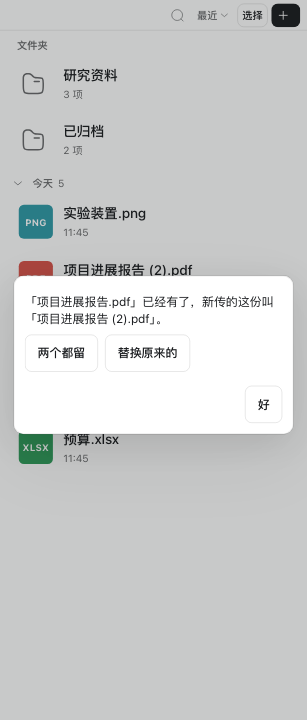 最近
选择
文件夹
研究资料
3 项
已归档
2 项
今天 5
PNG
实验装置.png
11:45
项目进展报告 (2).pdf
「项目进展报告.pdf」已经有了，新传的这份叫
「项目进展报告 (2).pdf」。
两个都留
替换原来的
好
XLSX
预算.xlsx
11:45